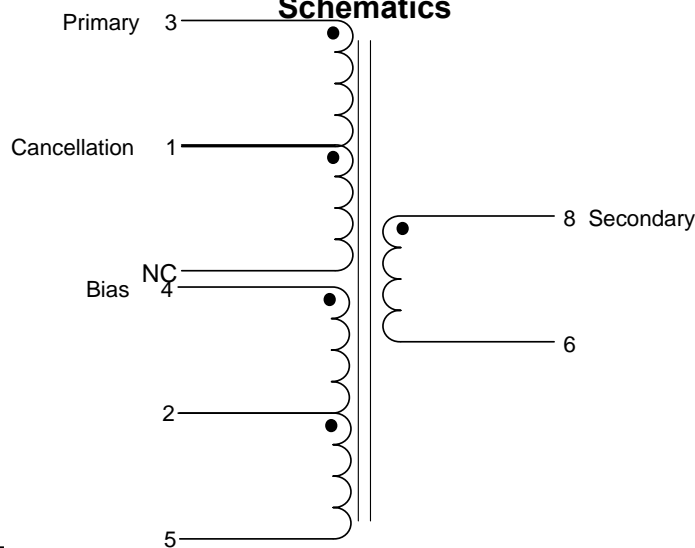 Schematics
Primary 3
Cancellation 1
NC
Bias 4
2
5
8 Secondary
6